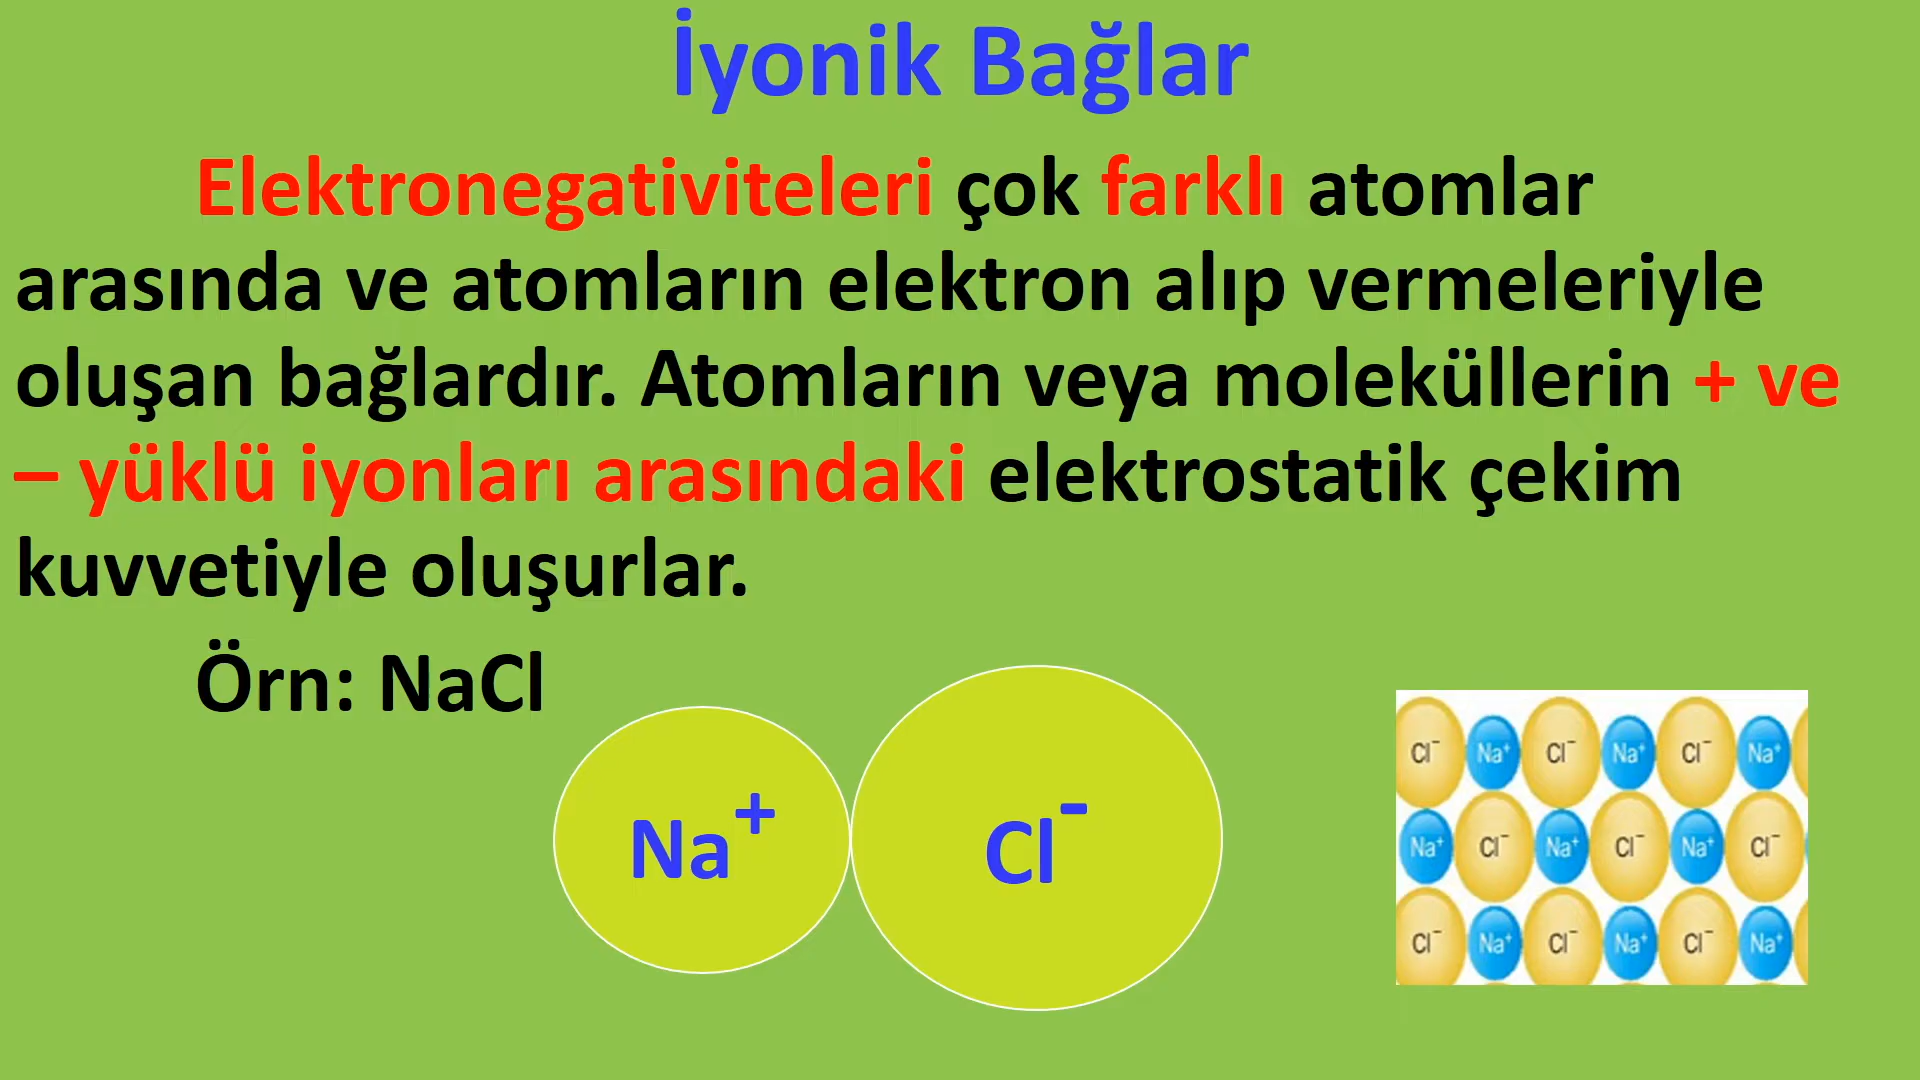 İyonik Bağlar
Elektronegativiteleri çok farklı atomlar
arasında ve atomların elektron alıp vermeleriyle
oluşan bağlardır. Atomların veya moleküllerin + ve
– yüklü iyonları arasındaki elektrostatik çekim
kuvvetiyle oluşurlar.
Örn: NaCl
Na+ Cl-
Cl- Na+ Cl- Na+ Cl- Na+
Na+ Cl- Na+ Cl- Na+ Cl-
Cl- Na+ Cl- Na+ Cl- Na+